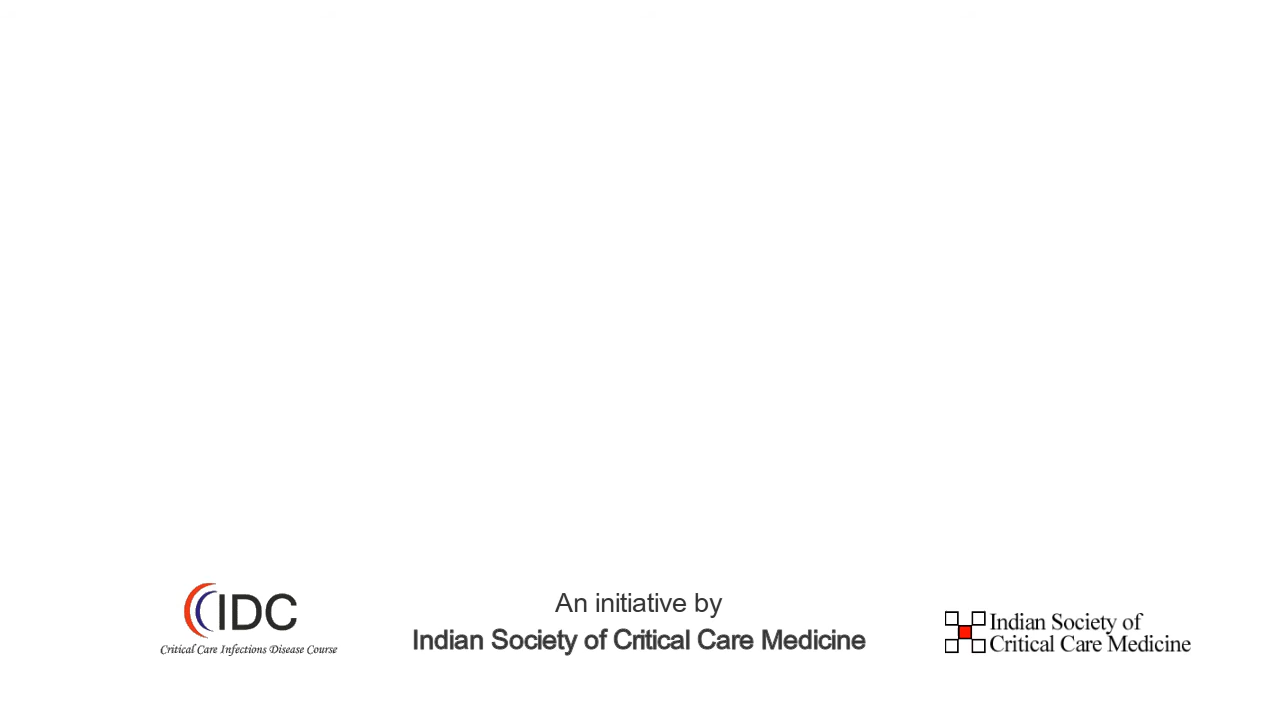 IDC
Critical Care Infections Disease Course
An initiative by
Indian Society of Critical Care Medicine
Indian Society of
Critical Care Medicine